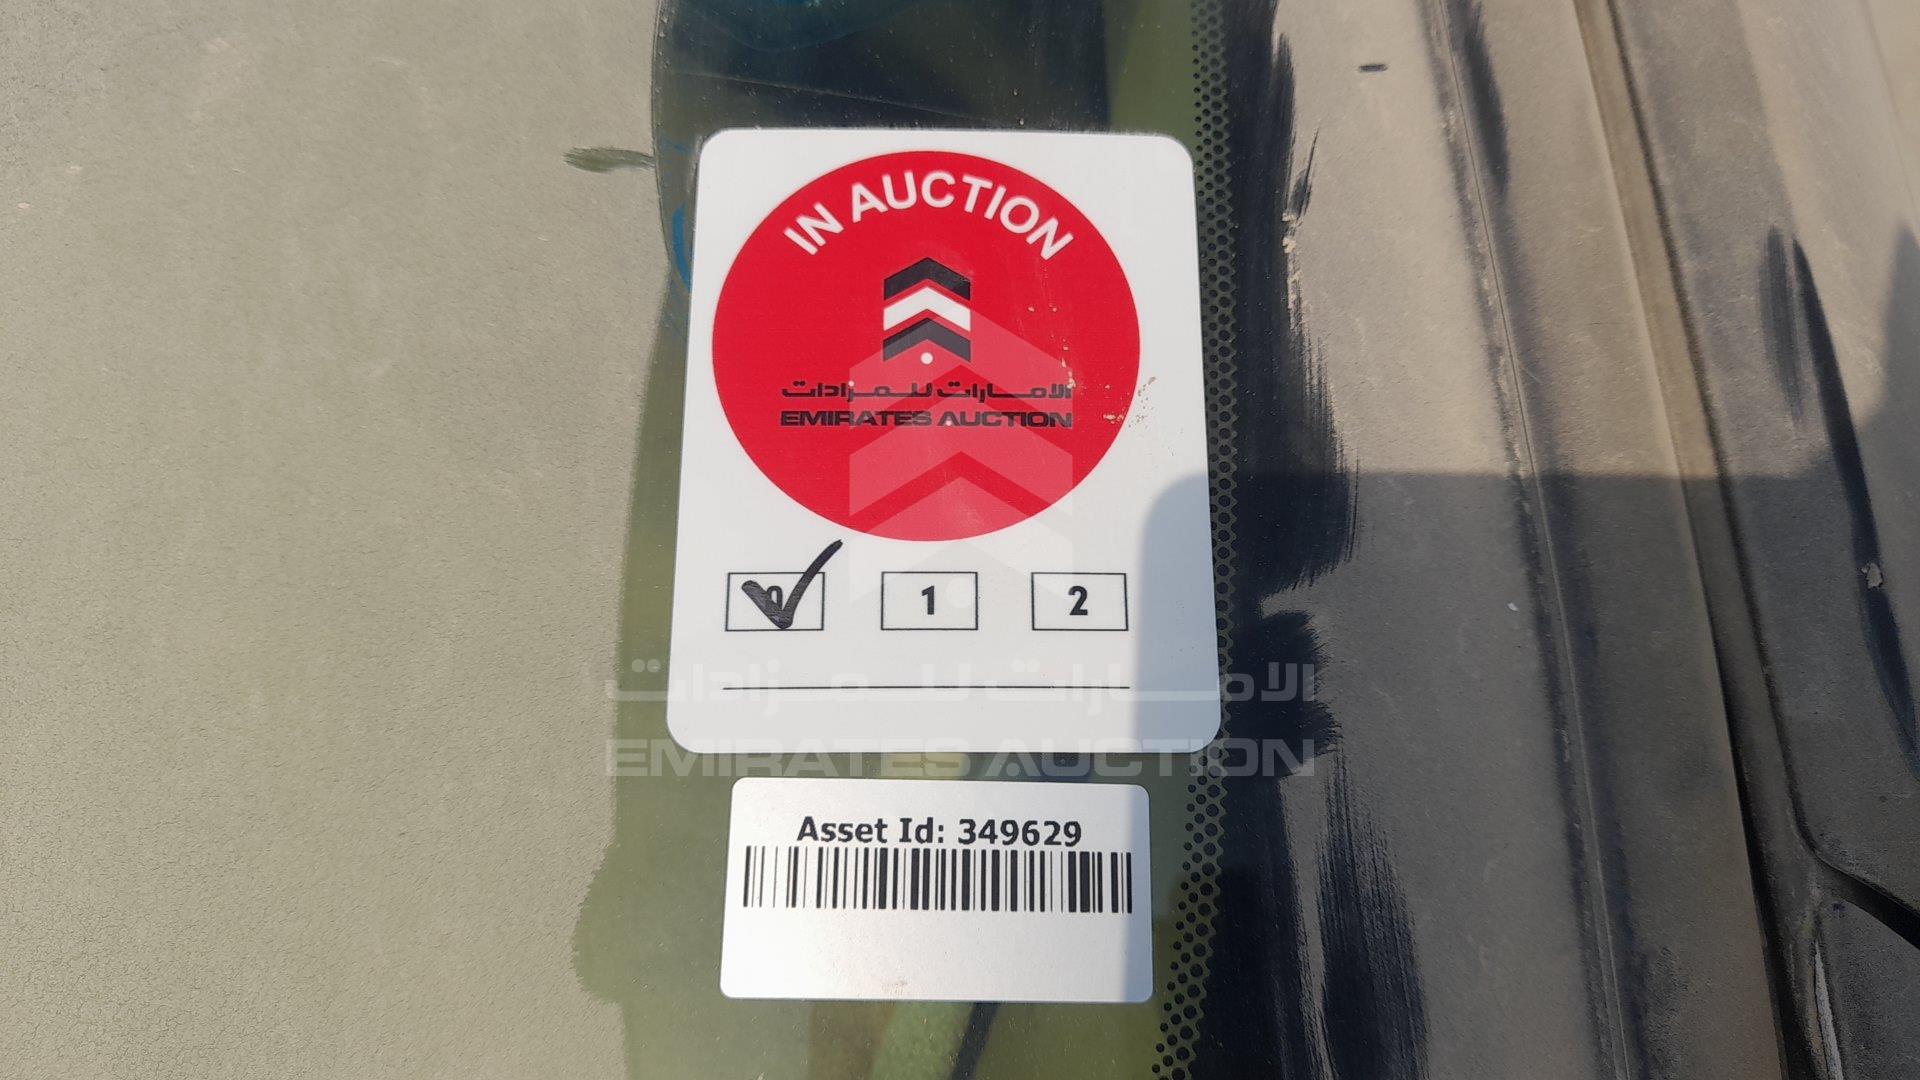 IN AUCTION
الامارات للمزادات
EMIRATES AUCTION
0 1 2
الامارات للمزادات
EMIRATES AUCTION
Asset Id: 349629